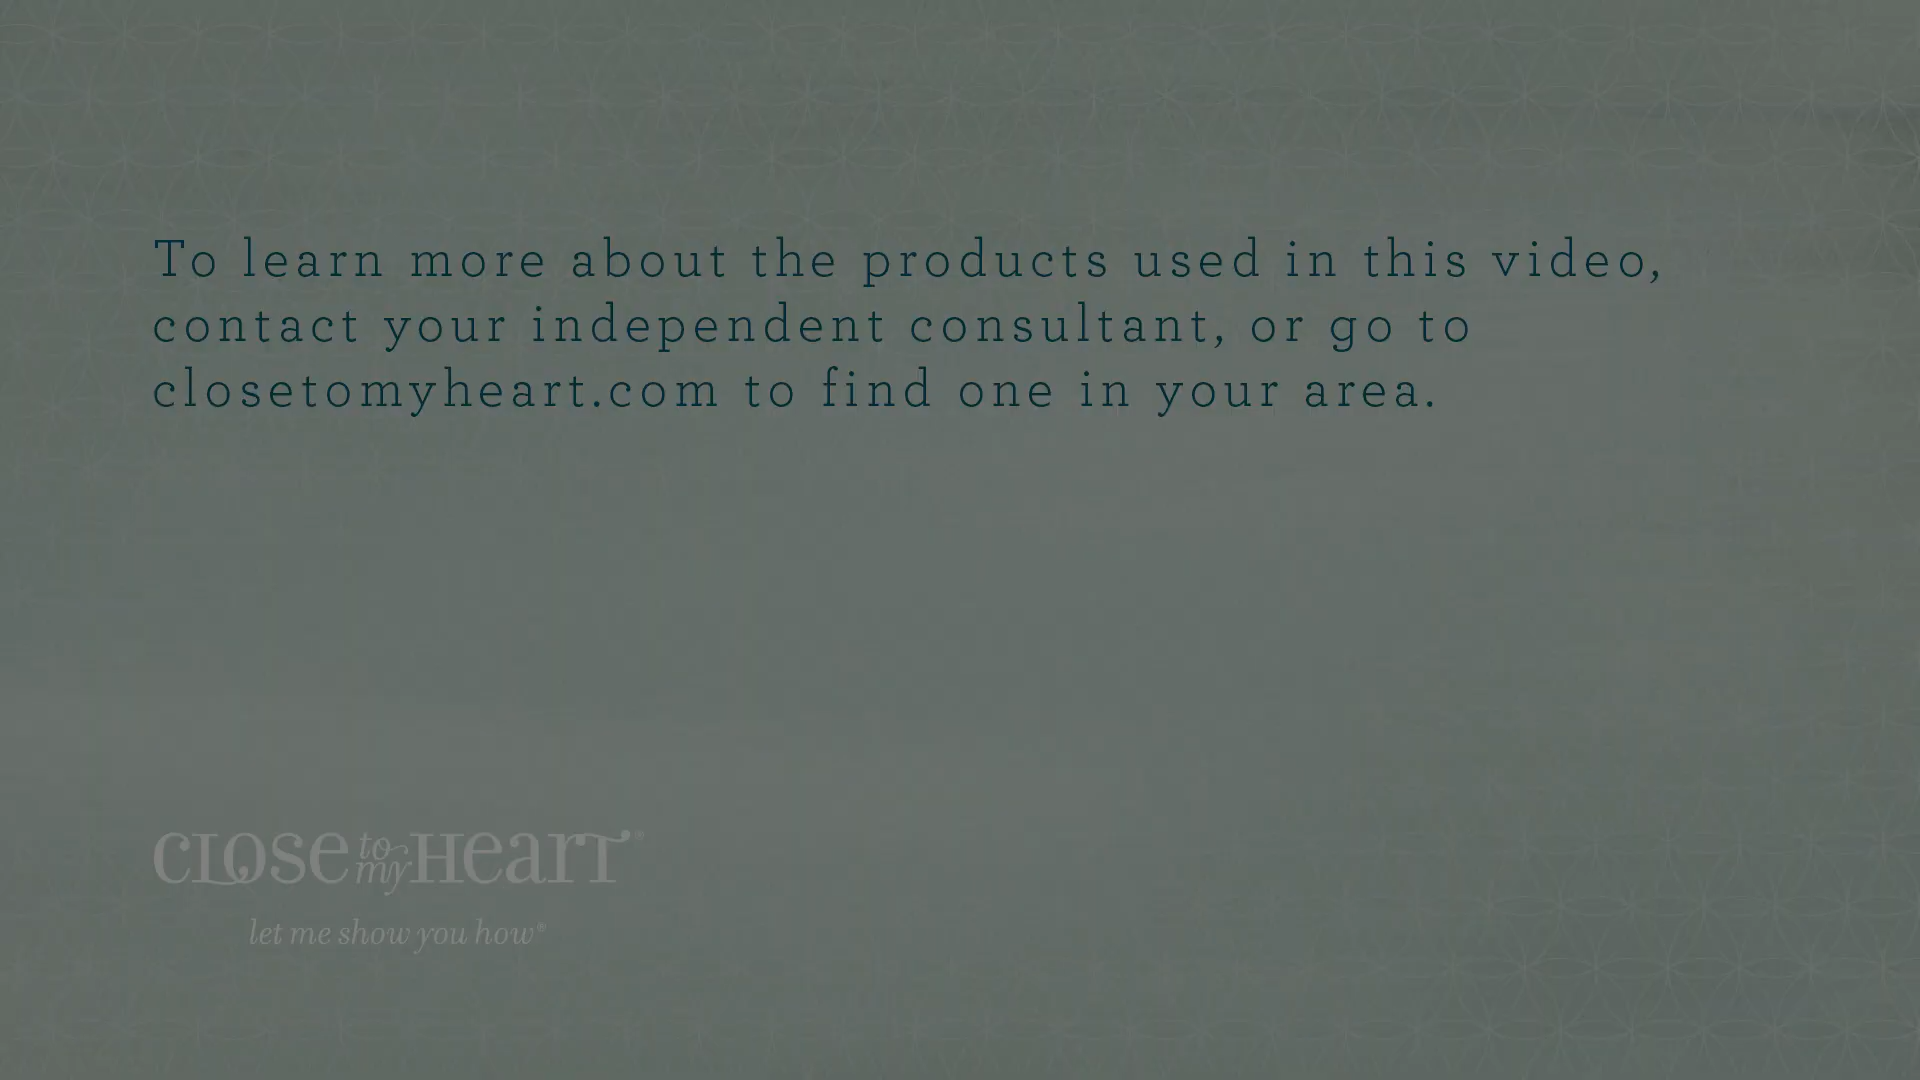 To learn more about the products used in this video,
contact your independent consultant, or go to
closetomyheart.com to find one in your area.
CLOSE to my HEART®
let me show you how®